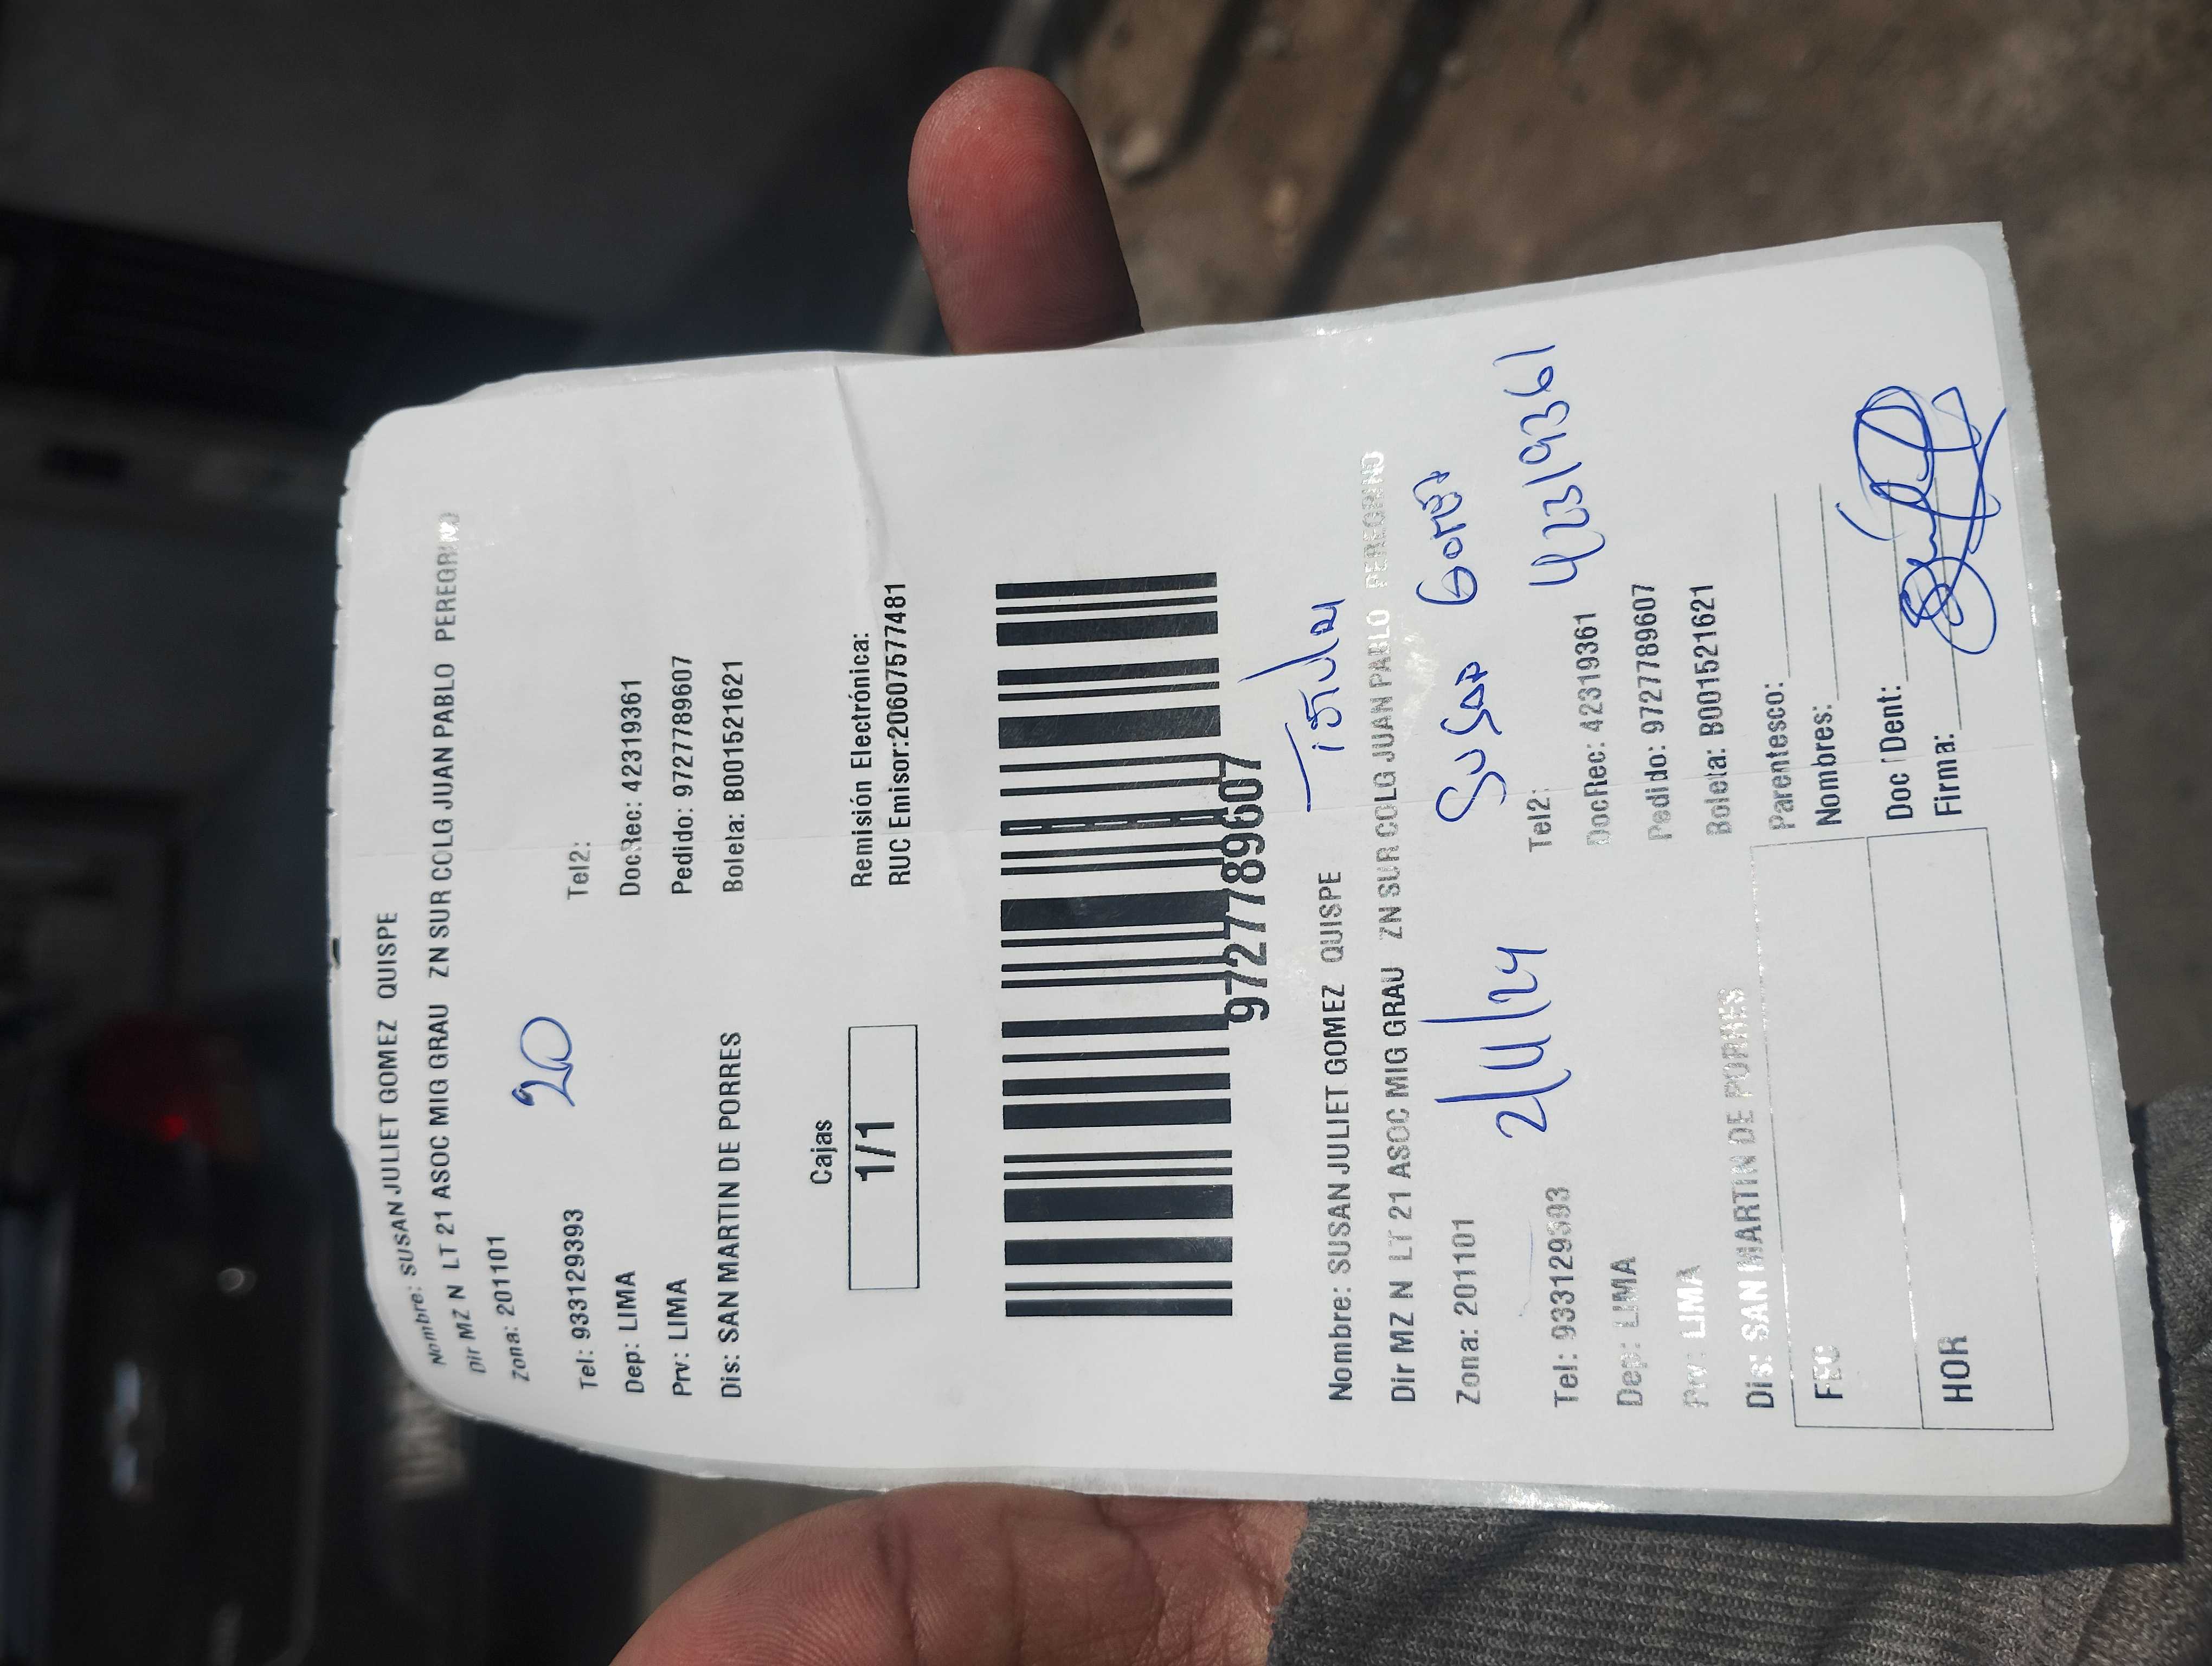 Nombre: SUSAN JULIET GOMEZ QUISPE
Dir MZ N LT 21 ASOC MIG GRAU ZN SUR COLG JUAN PABLO PEREGRINO
Zona: 201101
20
Tel: 933129393 Tel2:
Dep: LIMA DocRec: 42319361
Prv: LIMA Pedido: 9727789607
Dis: SAN MARTIN DE PORRES Boleta: B001521621
Cajas
1/1
Remisión Electrónica:
RUC Emisor:20607577481
9727789607
Titular
Nombre: SUSAN JULIET GOMEZ QUISPE
Dir MZ N LT 21 ASOC MIG GRAU ZN SUR COLG JUAN PABLO PEREGRINO
Zona: 201101
2/11/24 Susan Gomez
42319361
Tel: 933129393 Tel2:
Dep: LIMA DocRec: 42319361
Prv: LIMA Pedido: 9727789607
Dis: SAN MARTIN DE PORRES Boleta: B001521621
FEC
HOR
Parentesco:
Nombres:
Doc IDent:
Firma: